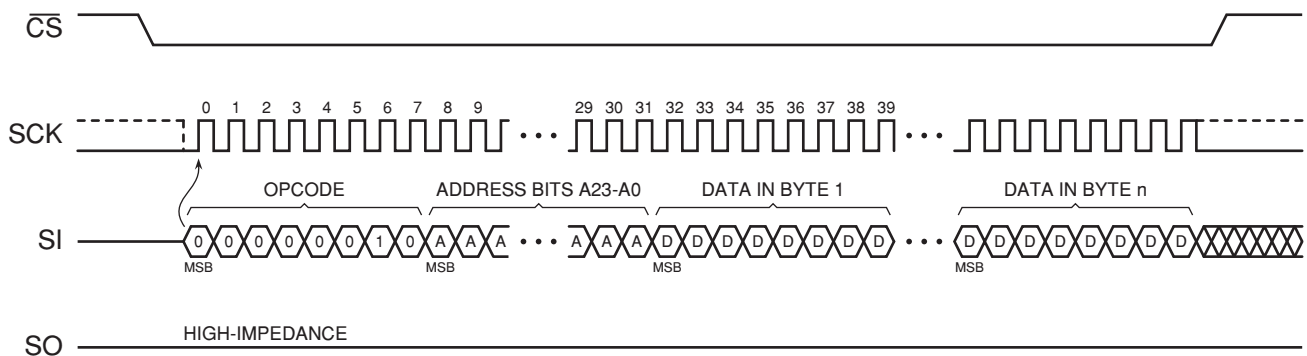 CS
0 1 2 3 4 5 6 7 8 9 29 30 31 32 33 34 35 36 37 38 39
SCK
OPCODE ADDRESS BITS A23-A0 DATA IN BYTE 1 DATA IN BYTE n
SI 0 0 0 0 0 0 1 0 A A A A A A D D D D D D D D D D D D D D D D
MSB MSB MSB MSB
HIGH-IMPEDANCE
SO